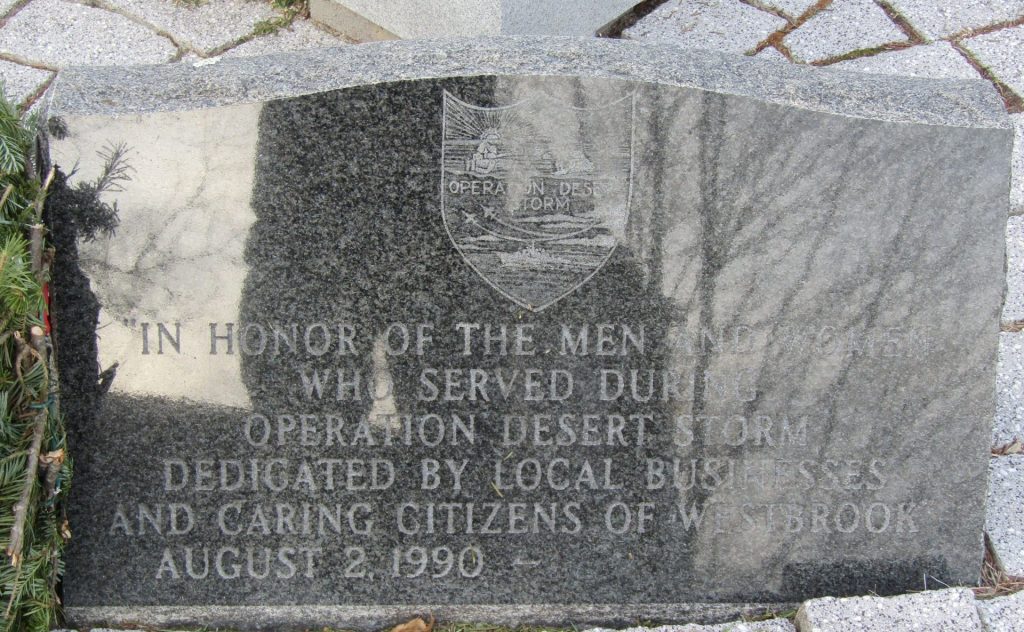 OPERATION DESERT
STORM
"IN HONOR OF THE MEN AND WOMEN
WHO SERVED DURING
OPERATION DESERT STORM
DEDICATED BY LOCAL BUSINESSES
AND CARING CITIZENS OF WESTBROOK
AUGUST 2, 1990 –